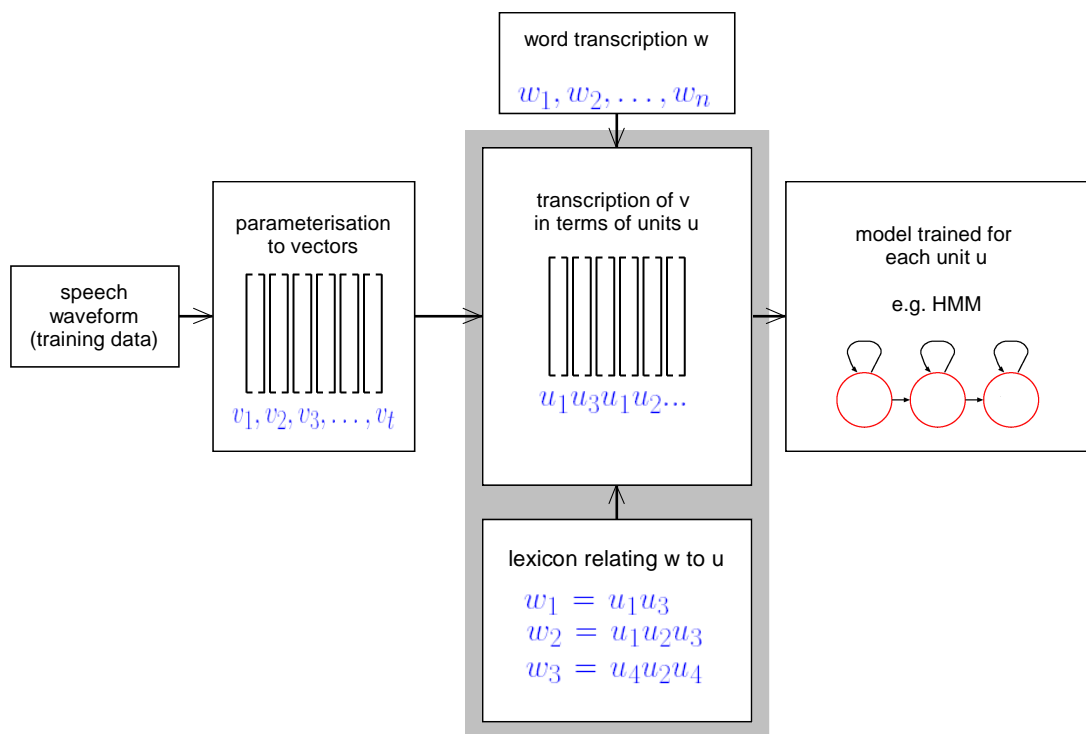 word transcription w
w₁, w₂, . . . , wₙ
parameterisation
to vectors
v₁, v₂, v₃, . . . , vₜ
transcription of v
in terms of units u
u₁u₃u₁u₂...
model trained for
each unit u
e.g. HMM
speech
waveform
(training data)
lexicon relating w to u
w₁ = u₁u₃
w₂ = u₁u₂u₃
w₃ = u₄u₂u₄